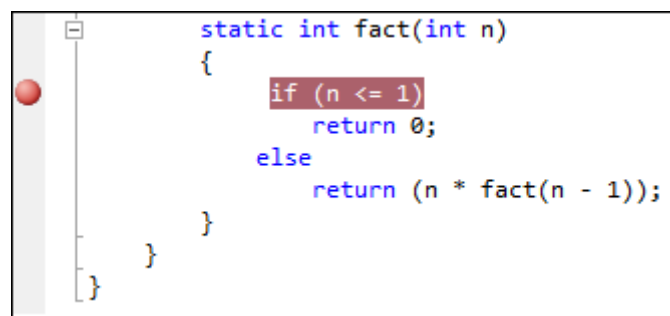 static int fact(int n)
{
if (n <= 1)
return 0;
else
return (n * fact(n - 1));
}
}
}